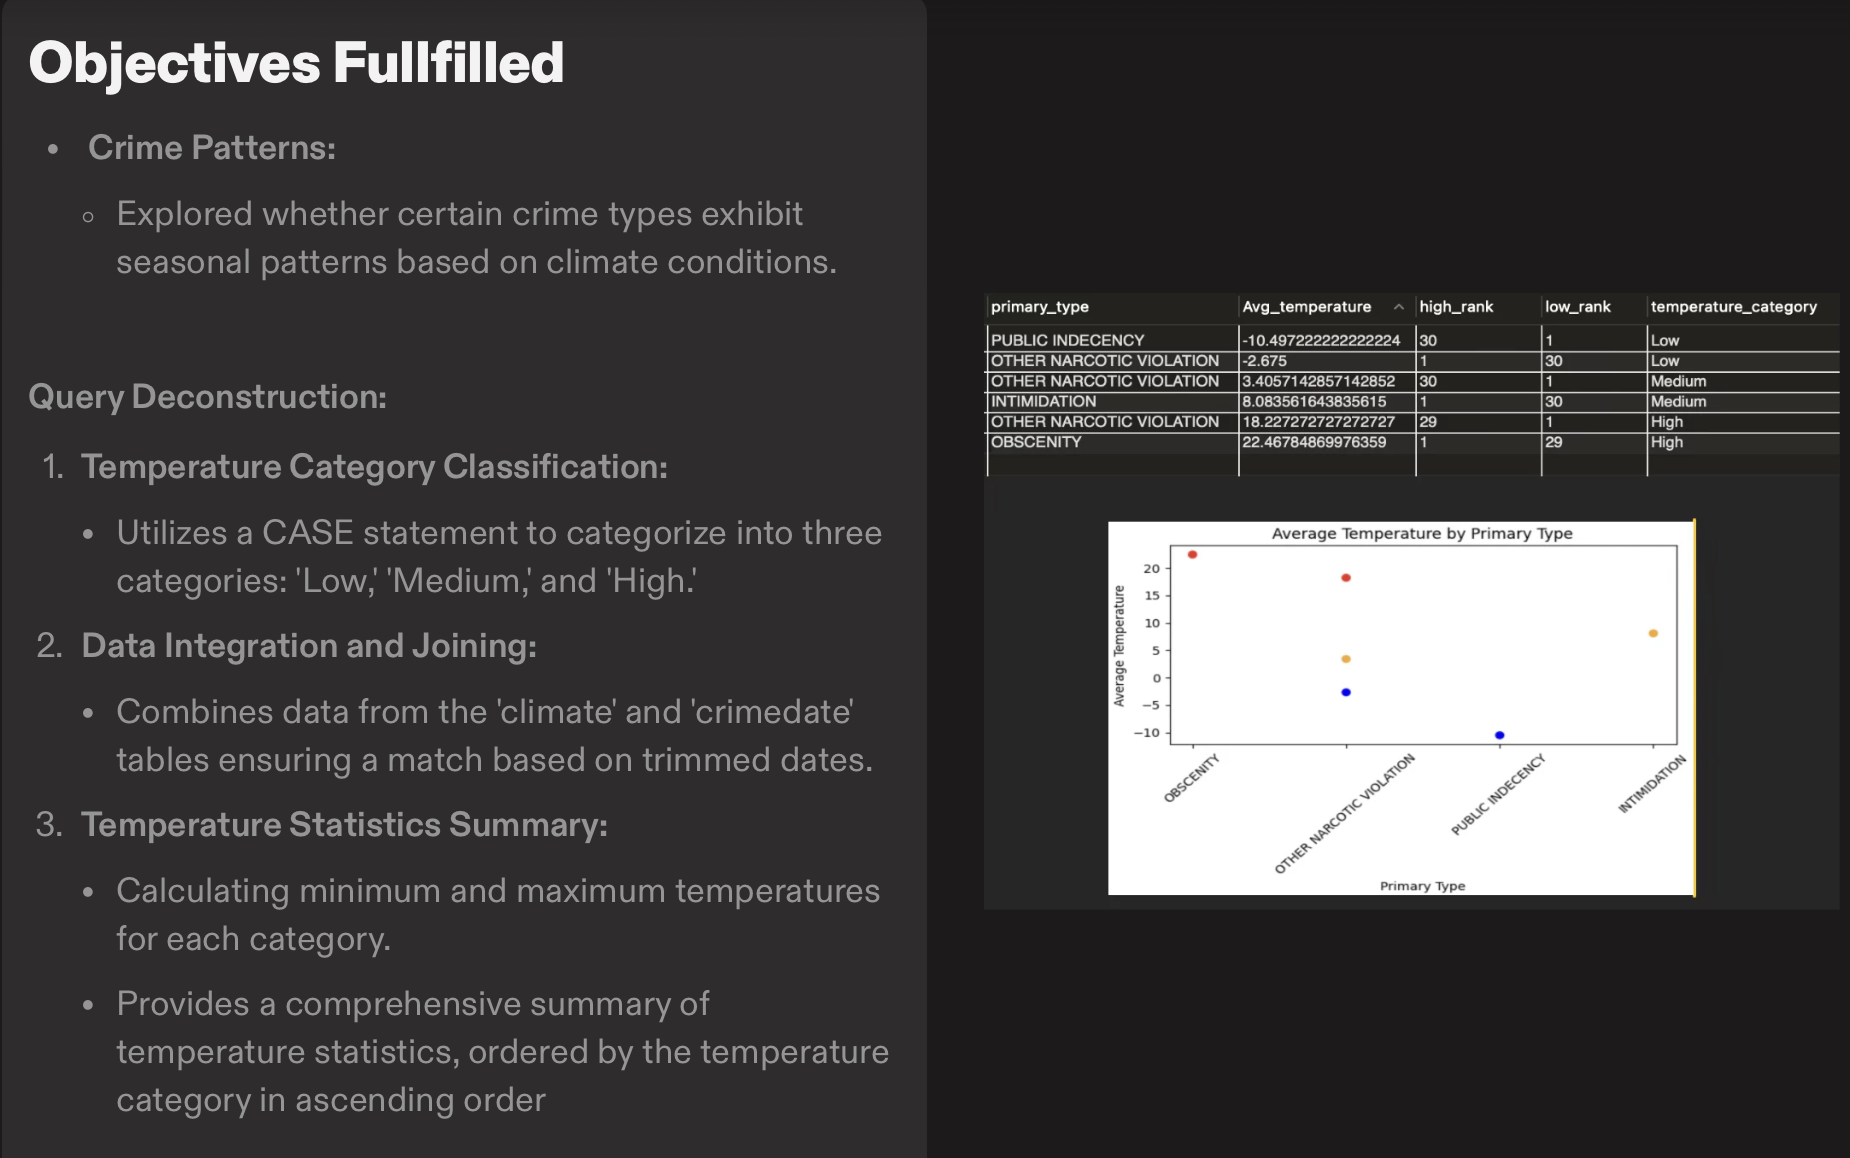 Objectives Fullfilled
• Crime Patterns:
◦ Explored whether certain crime types exhibit
seasonal patterns based on climate conditions.
Query Deconstruction:
1. Temperature Category Classification:
• Utilizes a CASE statement to categorize into three
categories: 'Low,' 'Medium,' and 'High.'
2. Data Integration and Joining:
• Combines data from the 'climate' and 'crimedate'
tables ensuring a match based on trimmed dates.
3. Temperature Statistics Summary:
• Calculating minimum and maximum temperatures
for each category.
• Provides a comprehensive summary of
temperature statistics, ordered by the temperature
category in ascending order
primary_type Avg_temperature high_rank low_rank temperature_category
PUBLIC INDECENCY -10.497222222222224 30 1 Low
OTHER NARCOTIC VIOLATION -2.675 1 30 Low
OTHER NARCOTIC VIOLATION 3.4057142857142852 30 1 Medium
INTIMIDATION 8.083561643835615 1 30 Medium
OTHER NARCOTIC VIOLATION 18.227272727272727 29 1 High
OBSCENITY 22.46784869976359 1 29 High
Average Temperature by Primary Type
Average Temperature
20
15
10
5
0
−5
−10
OBSCENITY
OTHER NARCOTIC VIOLATION
PUBLIC INDECENCY
INTIMIDATION
Primary Type